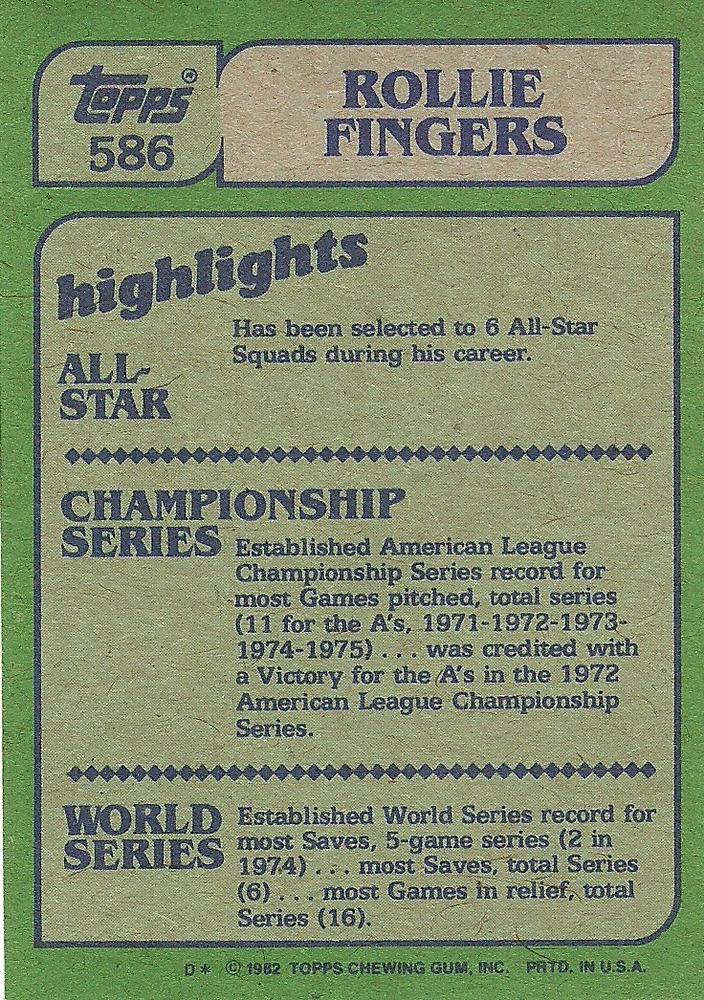 Topps®
586
ROLLIE
FINGERS
highlights
ALL-
STAR
Has been selected to 6 All-Star
Squads during his career.
CHAMPIONSHIP
SERIES
Established American League
Championship Series record for
most Games pitched, total series
(11 for the A's, 1971-1972-1973-
1974-1975) . . . was credited with
a Victory for the A's in the 1972
American League Championship
Series.
WORLD
SERIES
Established World Series record for
most Saves, 5-game series (2 in
1974) . . . most Saves, total Series
(6) . . . most Games in relief, total
Series (16).
D* © 1982 TOPPS CHEWING GUM, INC. PRTD. IN U.S.A.